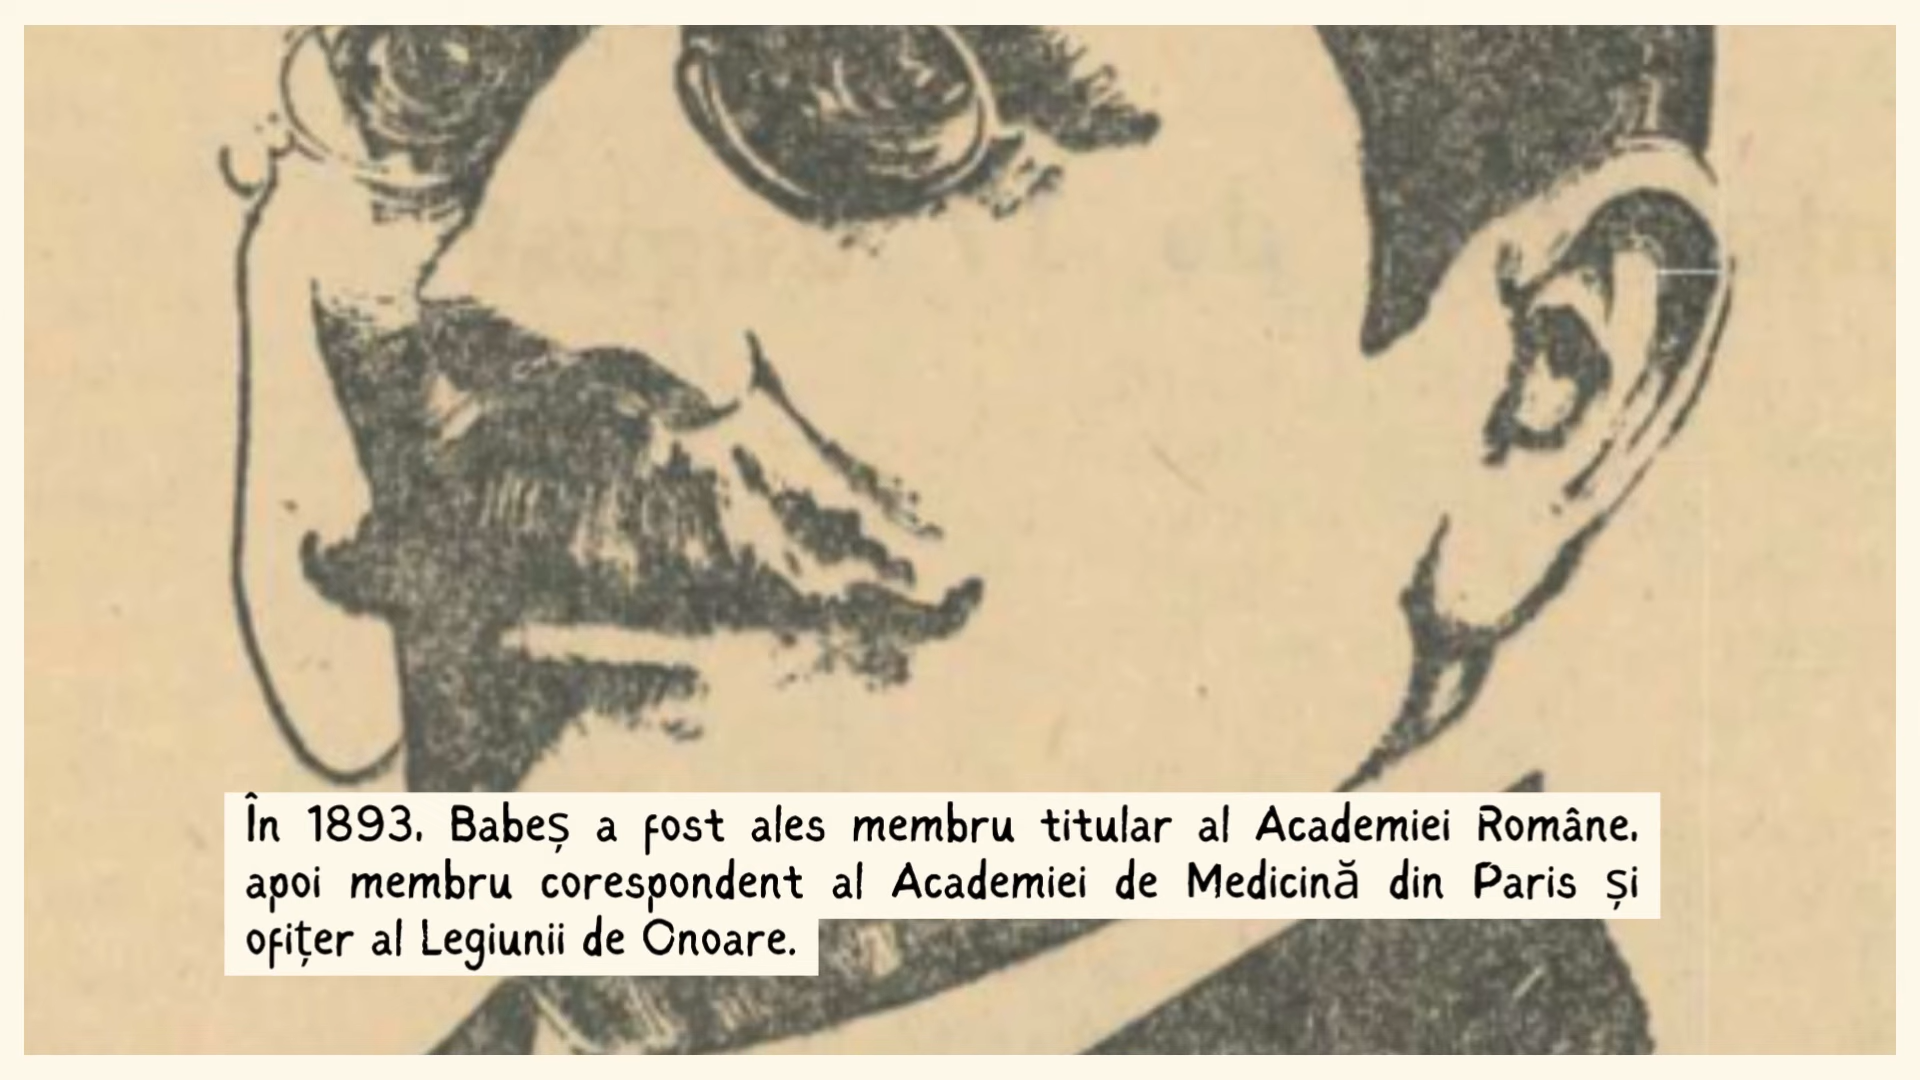 În 1893, Babeș a fost ales membru titular al Academiei Române,
apoi membru corespondent al Academiei de Medicină din Paris și
ofițer al Legiunii de Onoare.